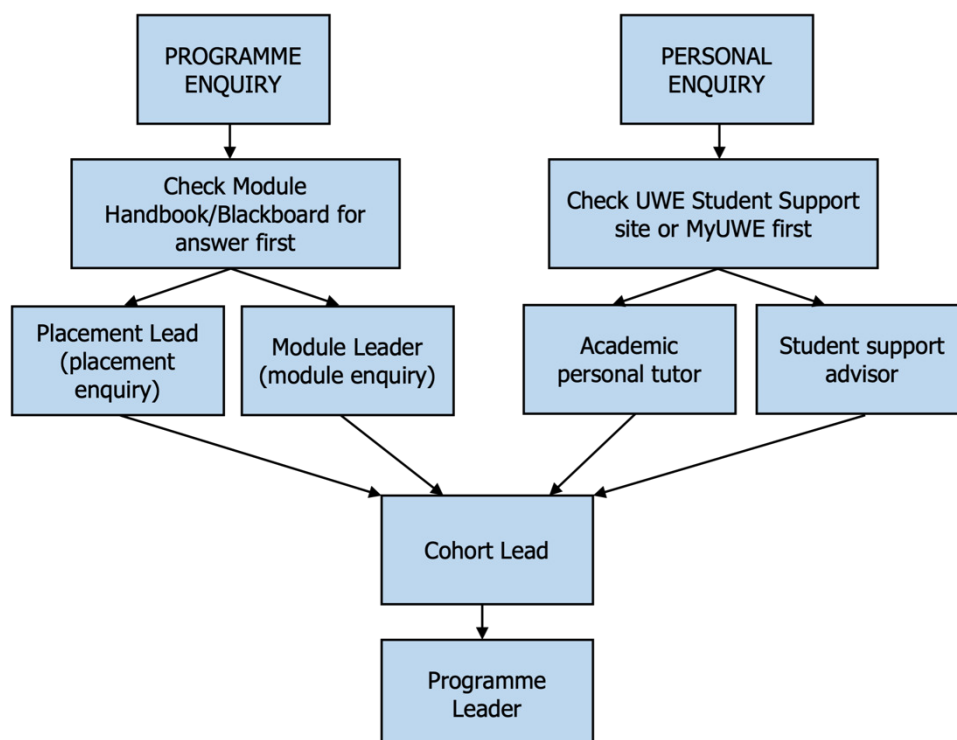 PROGRAMME
ENQUIRY
PERSONAL
ENQUIRY
Check Module
Handbook/Blackboard for
answer first
Check UWE Student Support
site or MyUWE first
Placement Lead
(placement
enquiry)
Module Leader
(module enquiry)
Academic
personal tutor
Student support
advisor
Cohort Lead
Programme
Leader